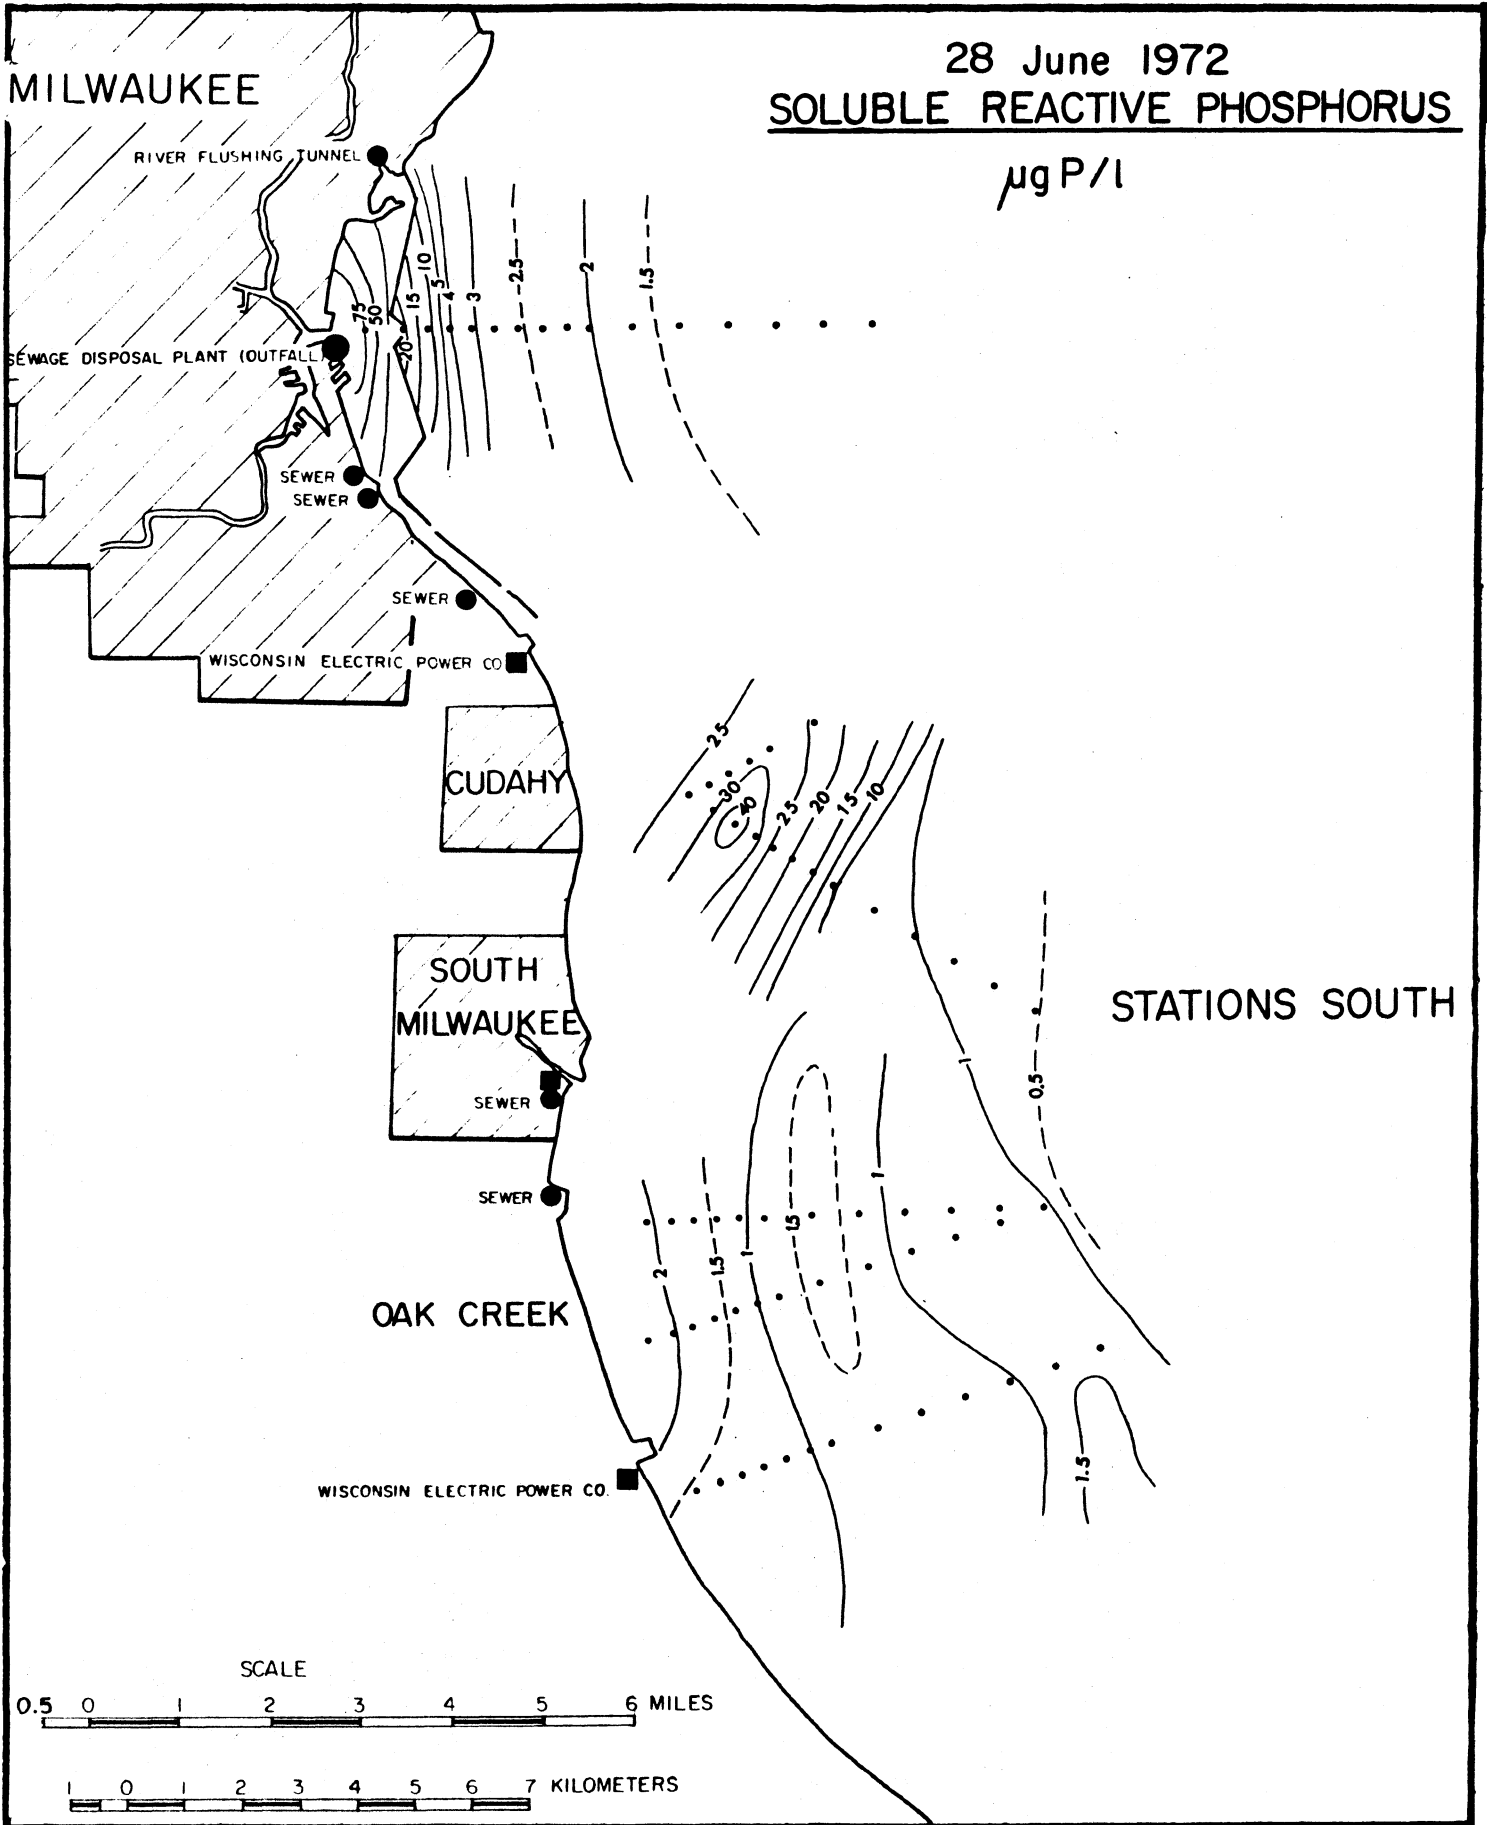 28 June 1972
SOLUBLE REACTIVE PHOSPHORUS
µg P/l
MILWAUKEE
RIVER FLUSHING TUNNEL
10
5
4
3
2.5
2
1.5
15
75
50
20
SEWAGE DISPOSAL PLANT (OUTFALL)
SEWER
SEWER
SEWER
WISCONSIN ELECTRIC POWER CO
CUDAHY
25
30
40
25
20
15
10
SOUTH
MILWAUKEE
STATIONS SOUTH
SEWER
1
0.5
SEWER
1
1.5
2
1.5
1
OAK CREEK
WISCONSIN ELECTRIC POWER CO.
1.5
SCALE
0.5 0 1 2 3 4 5 6 MILES
1 0 1 2 3 4 5 6 7 KILOMETERS